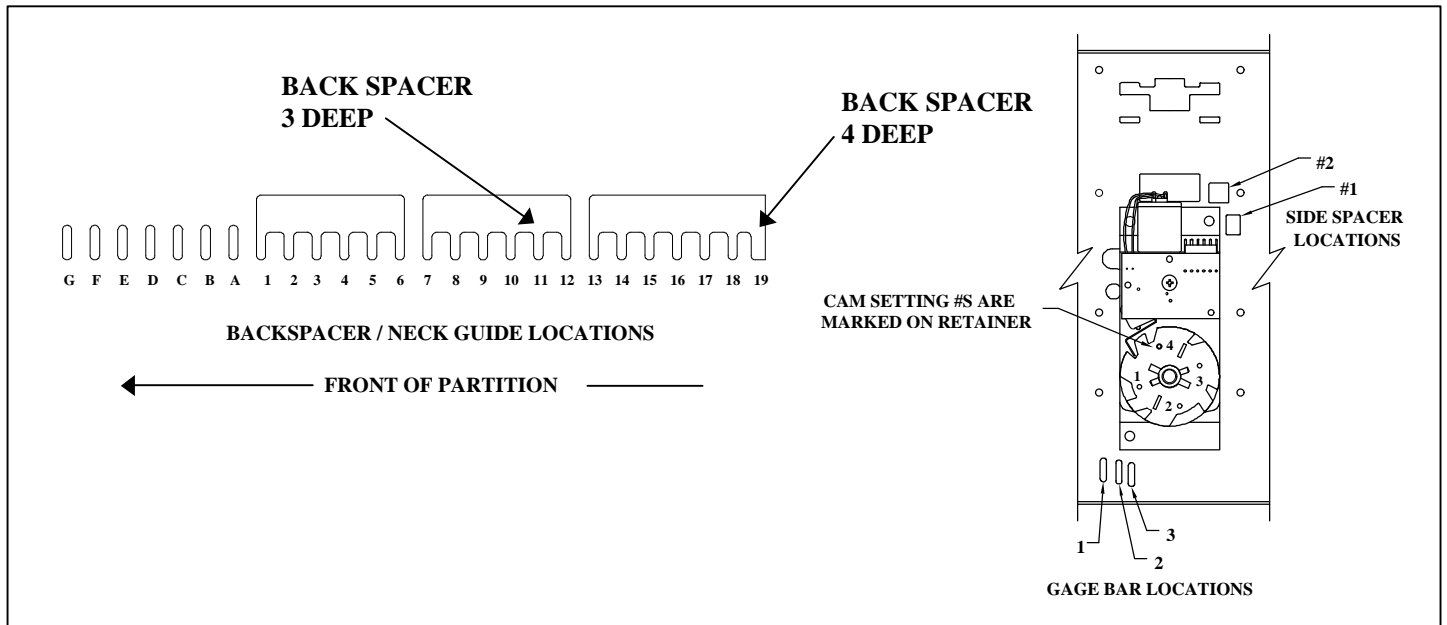 BACK SPACER
3 DEEP
BACK SPACER
4 DEEP
G F E D C B A 1 2 3 4 5 6 7 8 9 10 11 12 13 14 15 16 17 18 19
BACKSPACER / NECK GUIDE LOCATIONS
FRONT OF PARTITION
#2
#1
SIDE SPACER
LOCATIONS
CAM SETTING #S ARE
MARKED ON RETAINER
4
1
3
2
1
2
3
GAGE BAR LOCATIONS